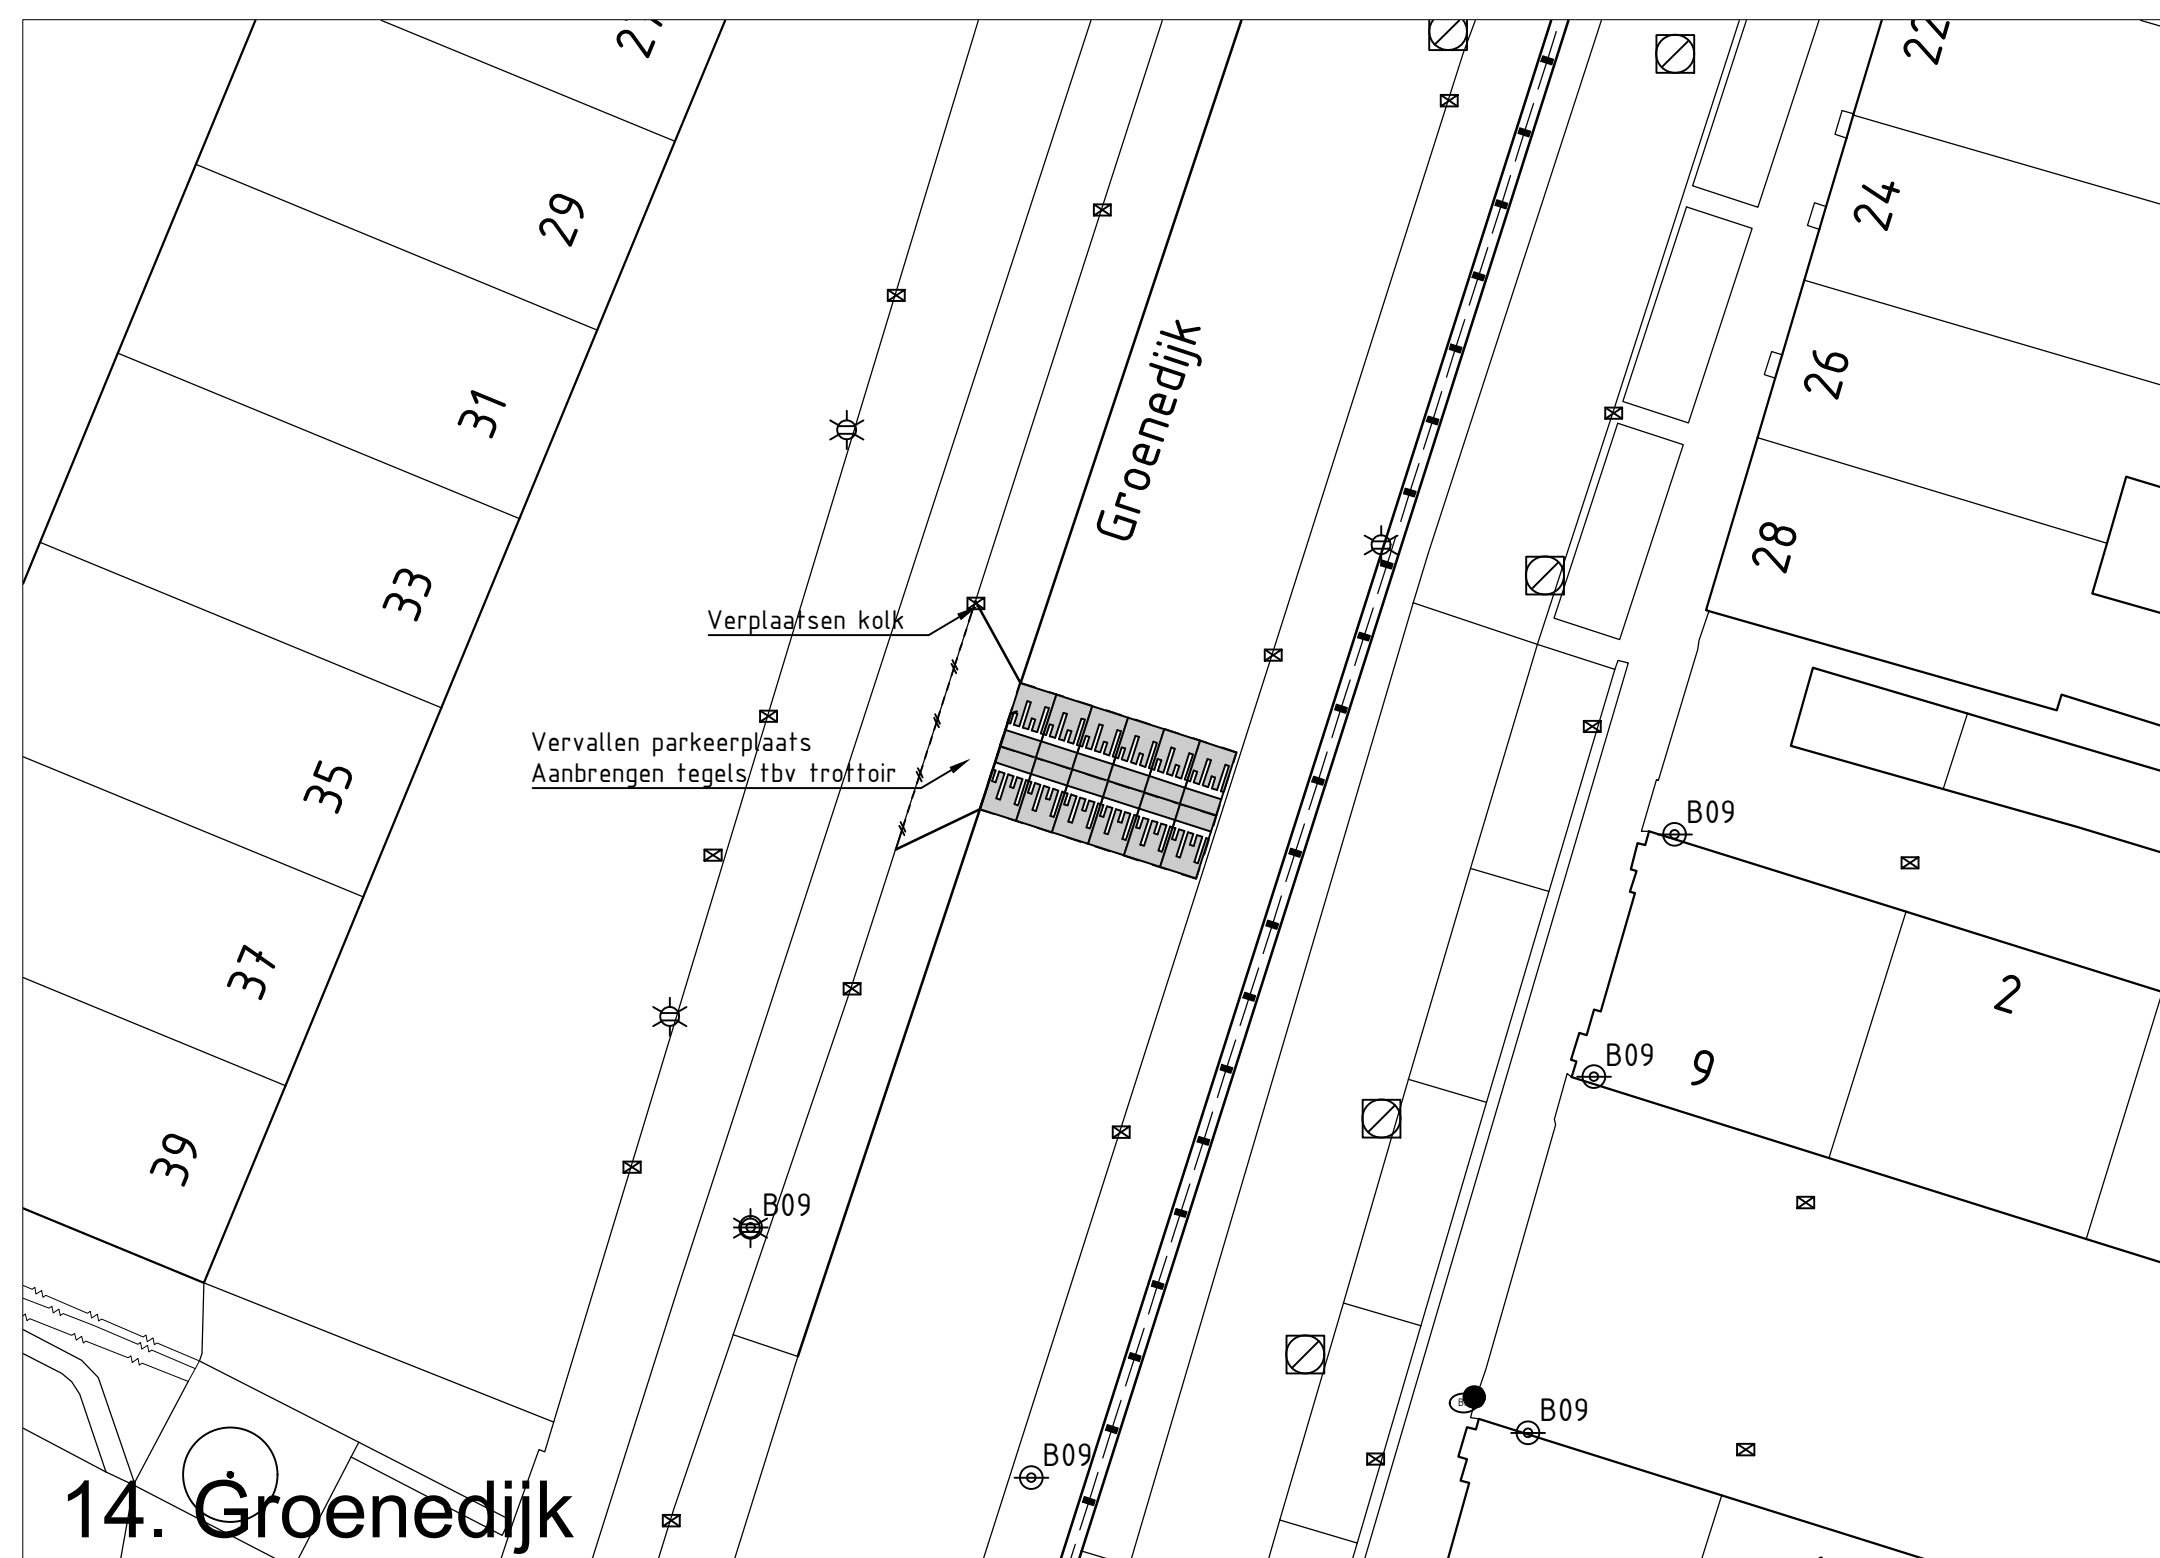 22
24
26
28
29
31
33
35
37
39
Groenedijk
Verplaatsen kolk
Vervallen parkeerplaats
Aanbrengen tegels tbv trottoir
B09
2
B09
9
B09
B09
B09
14. Groenedijk